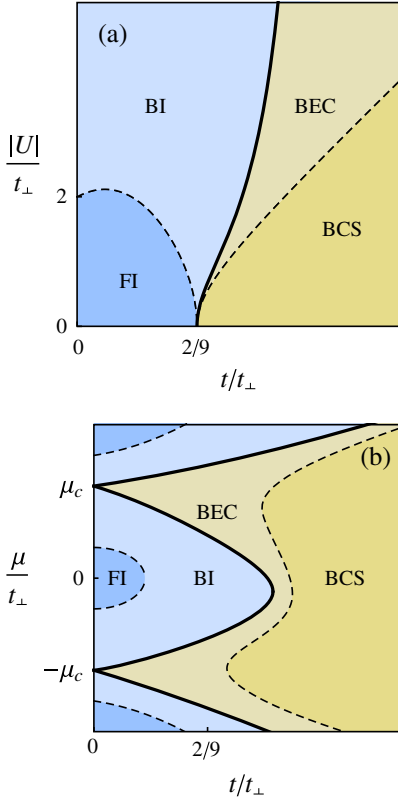 (a)
BI
BEC
|U|
t⊥
2
BCS
FI
0
0
2/9
t/t⊥
(b)
μc
BEC
μ
t⊥
0
FI
BI
BCS
−μc
0
2/9
t/t⊥